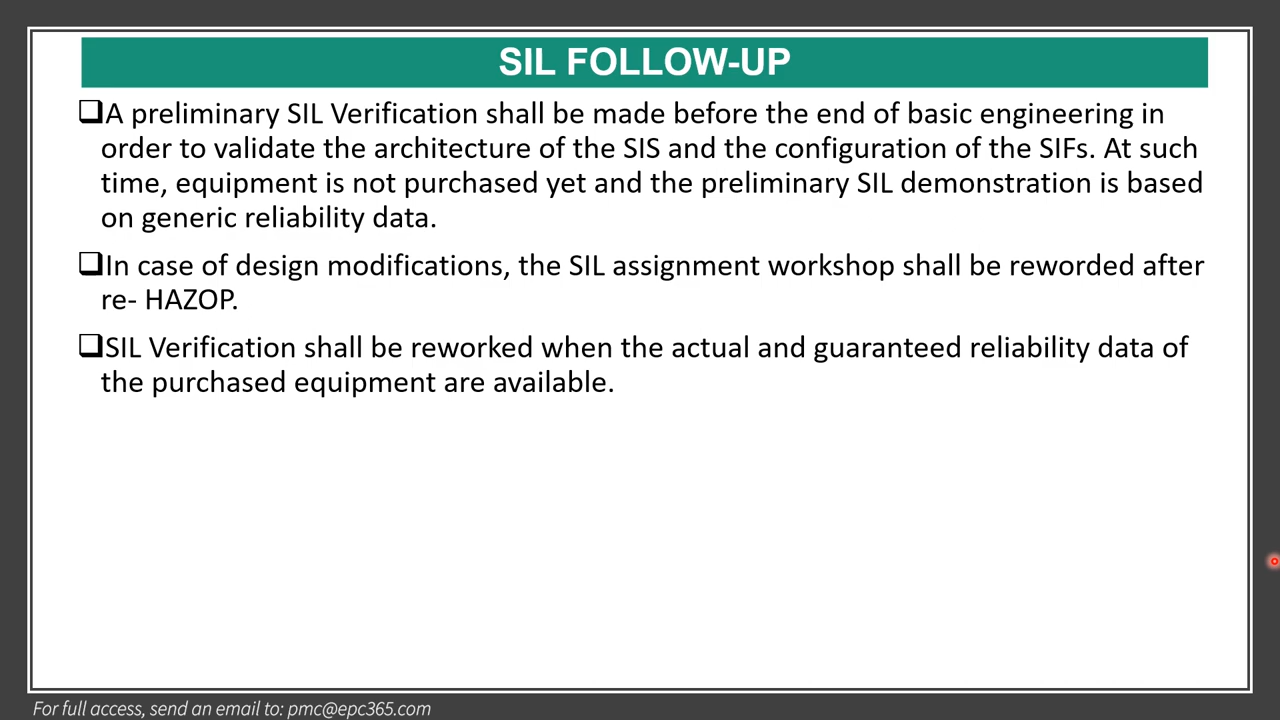 SIL FOLLOW-UP
❑A preliminary SIL Verification shall be made before the end of basic engineering in
order to validate the architecture of the SIS and the configuration of the SIFs. At such
time, equipment is not purchased yet and the preliminary SIL demonstration is based
on generic reliability data.
❑In case of design modifications, the SIL assignment workshop shall be reworded after
re- HAZOP.
❑SIL Verification shall be reworked when the actual and guaranteed reliability data of
the purchased equipment are available.
For full access, send an email to: pmc@epc365.com